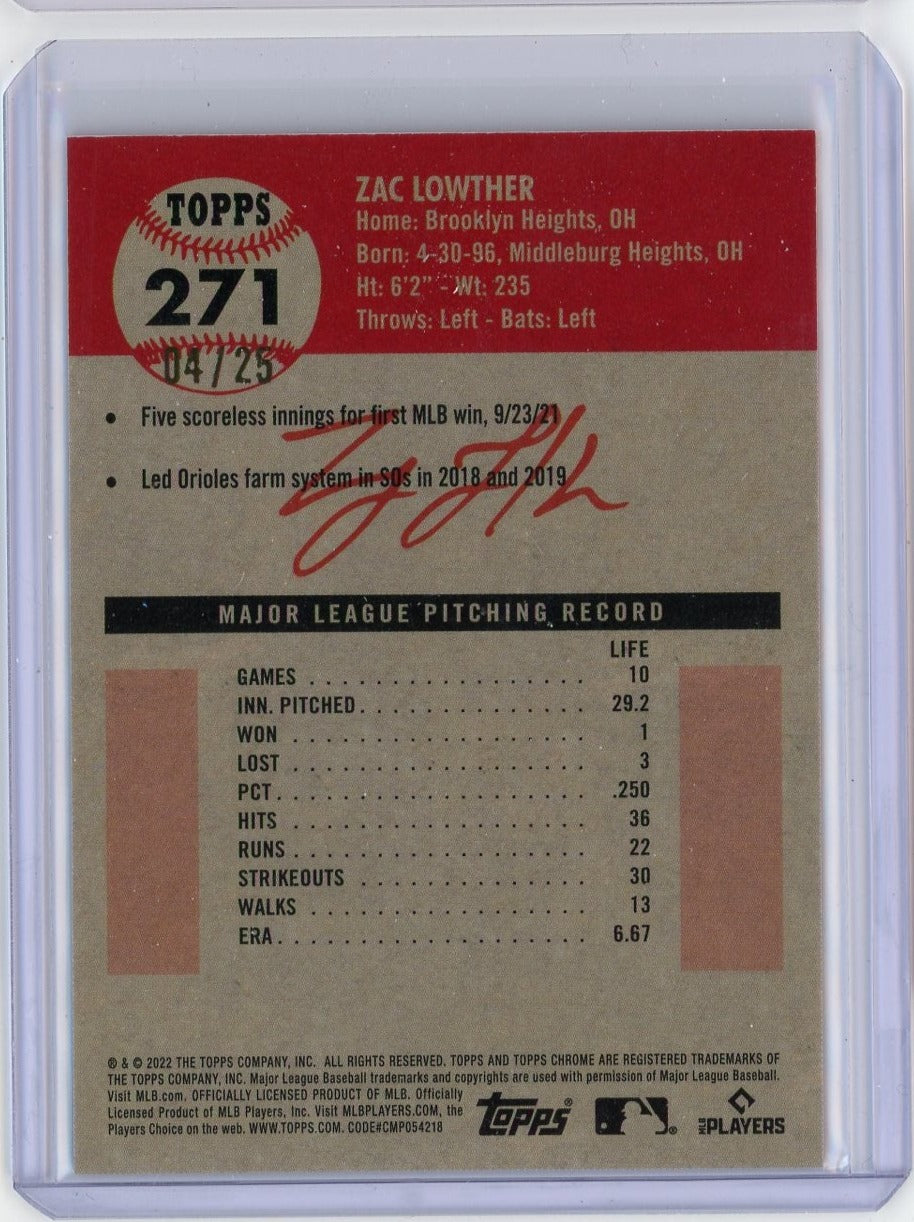 TOPPS
271
04/25
ZAC LOWTHER
Home: Brooklyn Heights, OH
Born: 4-30-96, Middleburg Heights, OH
Ht: 6'2" - Wt: 235
Throws: Left - Bats: Left
• Five scoreless innings for first MLB win, 9/23/21
• Led Orioles farm system in SOs in 2018 and 2019
MAJOR LEAGUE PITCHING RECORD
LIFE
GAMES . . . . . . . . . . . . . . . . . 10
INN. PITCHED. . . . . . . . . . . . . 29.2
WON . . . . . . . . . . . . . . . . . . 1
LOST . . . . . . . . . . . . . . . . . . 3
PCT. . . . . . . . . . . . . . . . . . . .250
HITS . . . . . . . . . . . . . . . . . . 36
RUNS. . . . . . . . . . . . . . . . . . 22
STRIKEOUTS . . . . . . . . . . . . . . 30
WALKS . . . . . . . . . . . . . . . . . 13
ERA. . . . . . . . . . . . . . . . . . . 6.67
® & © 2022 THE TOPPS COMPANY, INC. ALL RIGHTS RESERVED. TOPPS AND TOPPS CHROME ARE REGISTERED TRADEMARKS OF
THE TOPPS COMPANY, INC. Major League Baseball trademarks and copyrights are used with permission of Major League Baseball.
Visit MLB.com. OFFICIALLY LICENSED PRODUCT OF MLB. Officially
Licensed Product of MLB Players, Inc. Visit MLBPLAYERS.COM, the
Players Choice on the web. WWW.TOPPS.COM. CODE#CMP054218
topps®
MLB PLAYERS